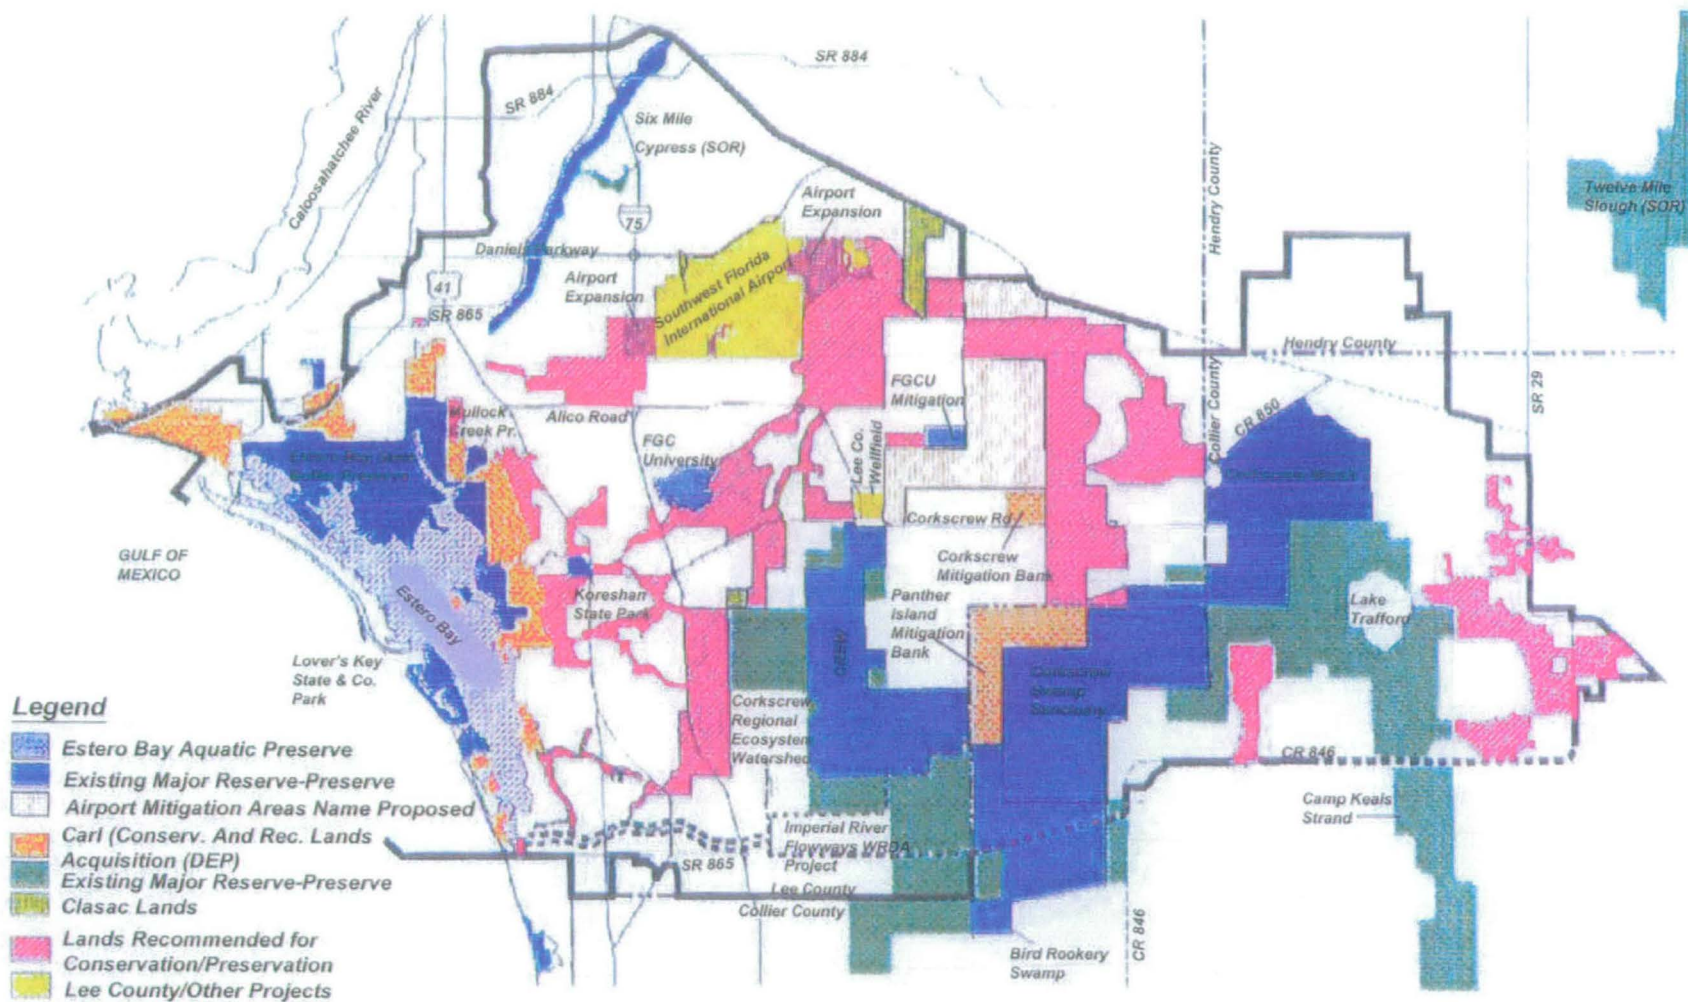 SR 884
SR 884
Caloosahatchee River
Six Mile
Cypress (SOR)
Hendry County
Twelve Mile
Slough (SOR)
Airport
Expansion
75
Daniels Parkway
41
Airport
Expansion
Southwest Florida
International Airport
SR 865
Hendry County
Collier County
SR 29
FGCU
Mitigation
CR 850
Mullock
Creek Pr.
Alico Road
FGC
University
Lee Co.
Wellfield
Corkscrew Rd
Corkscrew
Mitigation Bank
GULF OF
MEXICO
Estero Bay
Koreshan
State Park
Panther
Island
Mitigation
Bank
Lake
Trafford
Lover's Key
State & Co.
Park
CREW
Corkscrew
Swamp
Sanctuary
Corkscrew
Regional
Ecosystem
Watershed
CR 846
Camp Keais
Strand
Imperial River
Flowways WRDA
Project
SR 865
Lee County
Collier County
CR 846
Bird Rookery
Swamp
Legend
Estero Bay Aquatic Preserve
Existing Major Reserve-Preserve
Airport Mitigation Areas Name Proposed
Carl (Conserv. And Rec. Lands
Acquisition (DEP)
Existing Major Reserve-Preserve
Clasac Lands
Lands Recommended for
Conservation/Preservation
Lee County/Other Projects